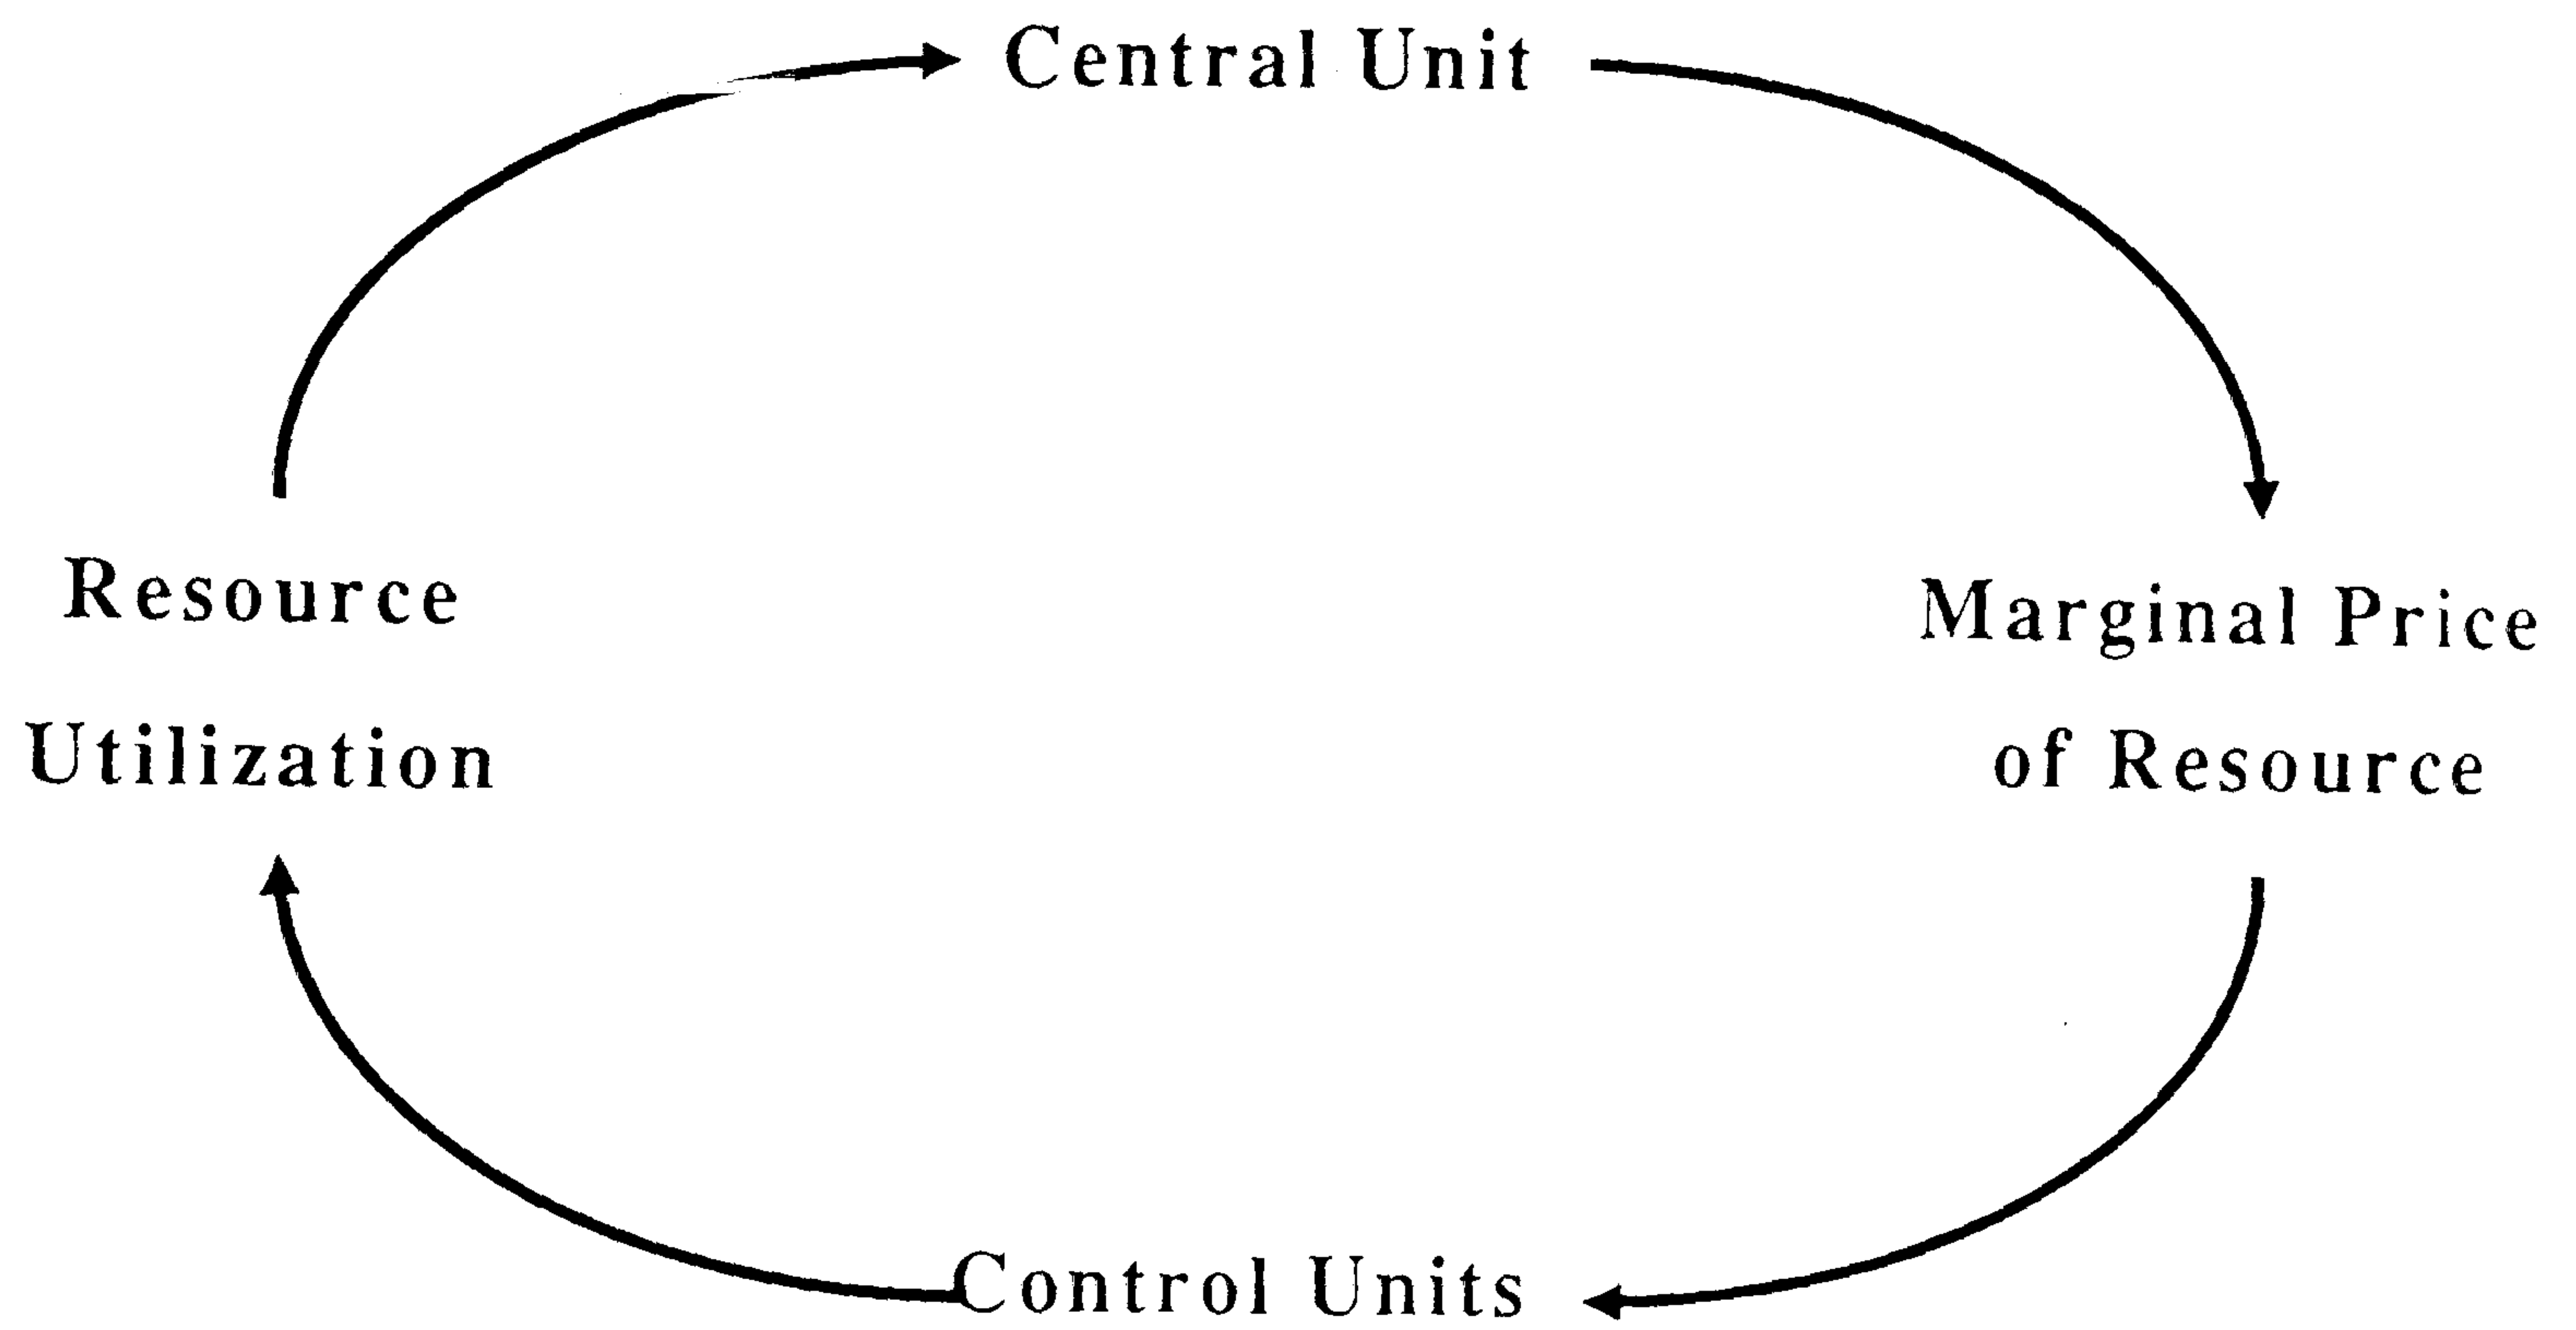 Central Unit
Resource
Utilization
Marginal Price
of Resource
Control Units